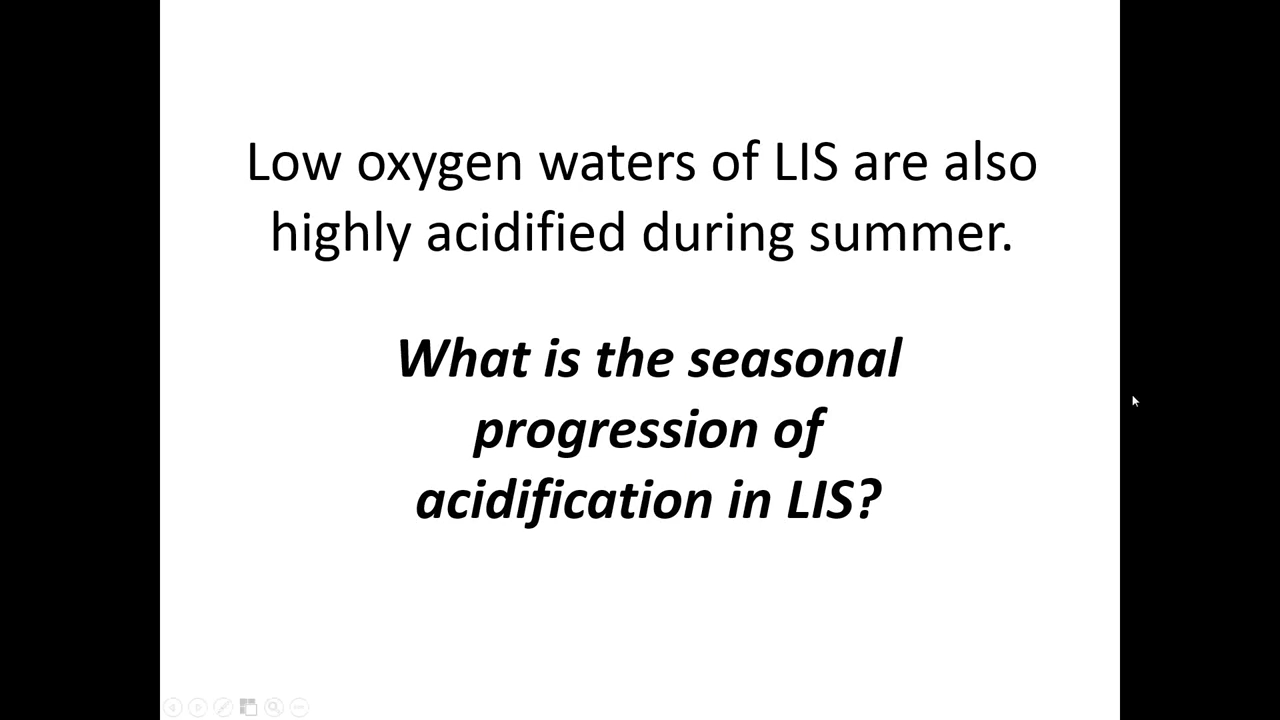 Low oxygen waters of LIS are also
highly acidified during summer.
What is the seasonal
progression of
acidification in LIS?